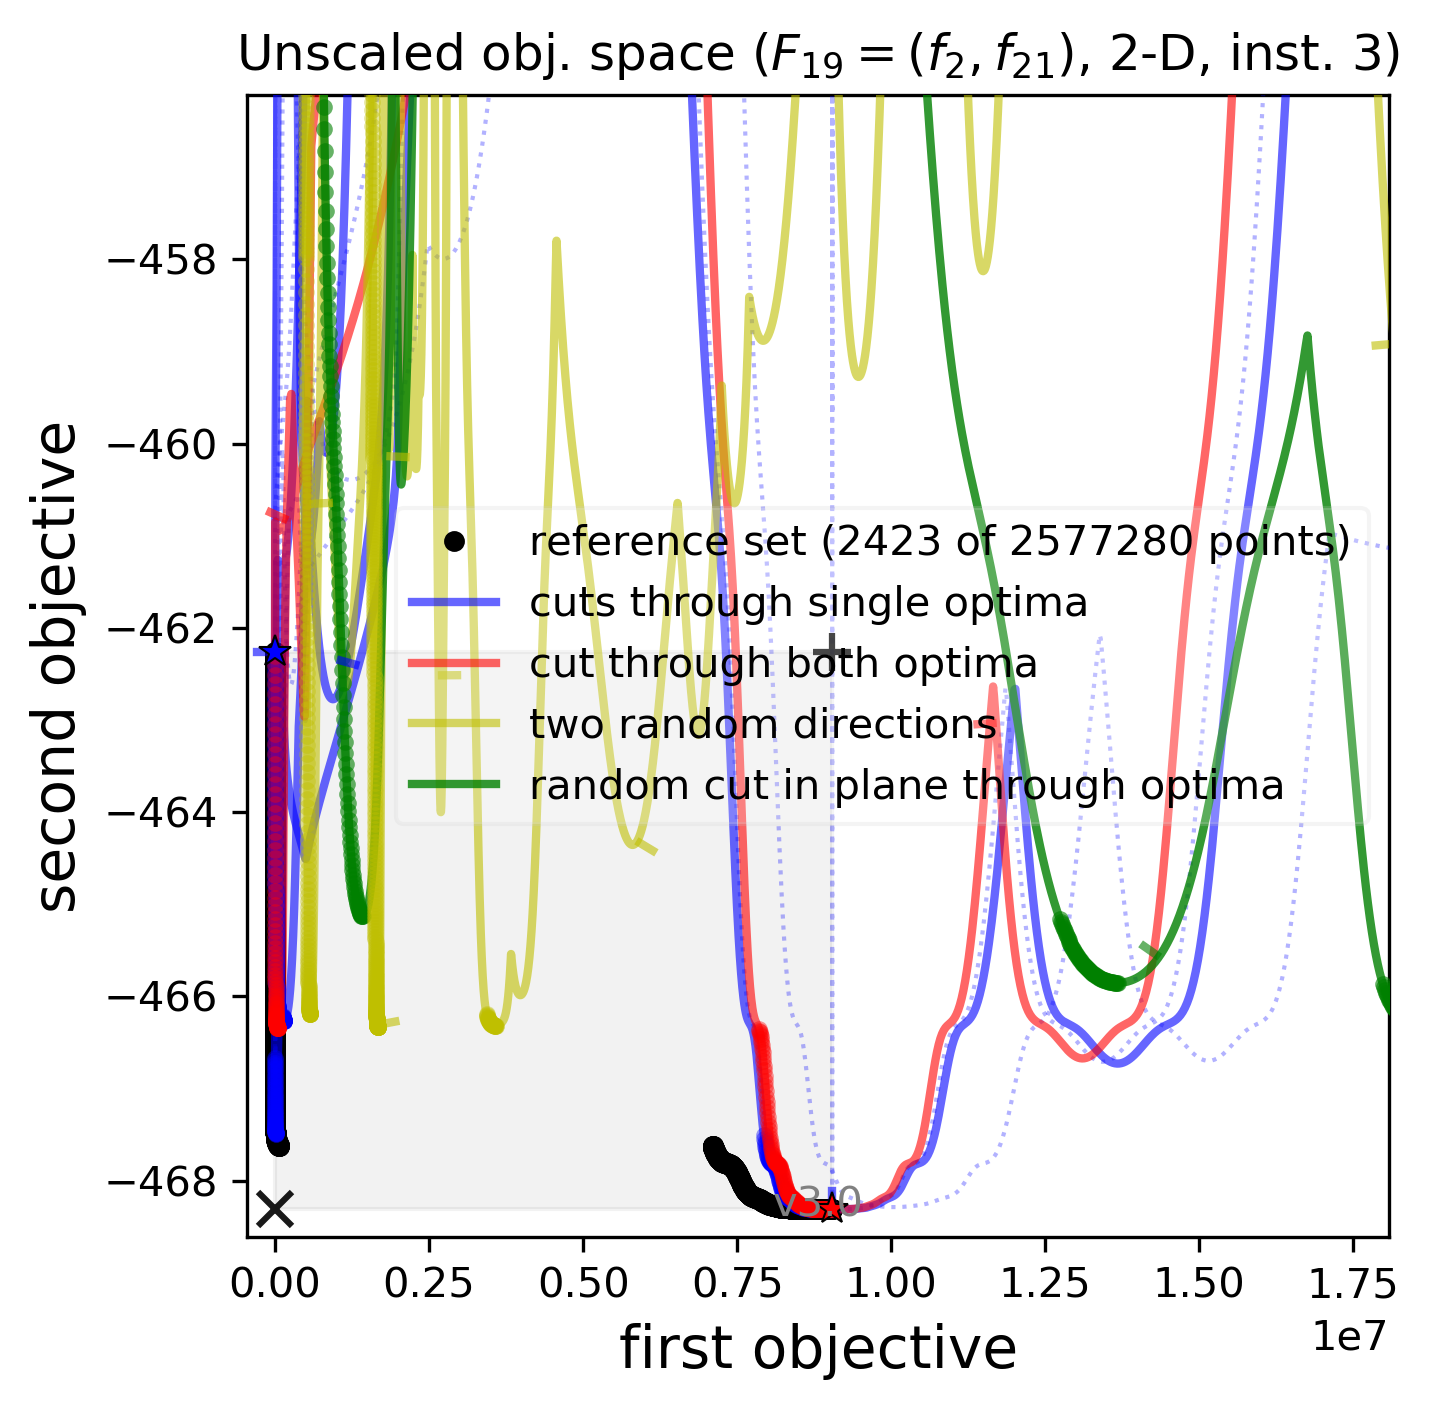 Unscaled obj. space (F₁₉ = (f₂, f₂₁), 2-D, inst. 3)
second objective
−458
−460
−462
−464
−466
−468
reference set (2423 of 2577280 points)
cuts through single optima
cut through both optima
two random directions
random cut in plane through optima
v3.0
0.00 0.25 0.50 0.75 1.00 1.25 1.50 1.75
1e7
first objective